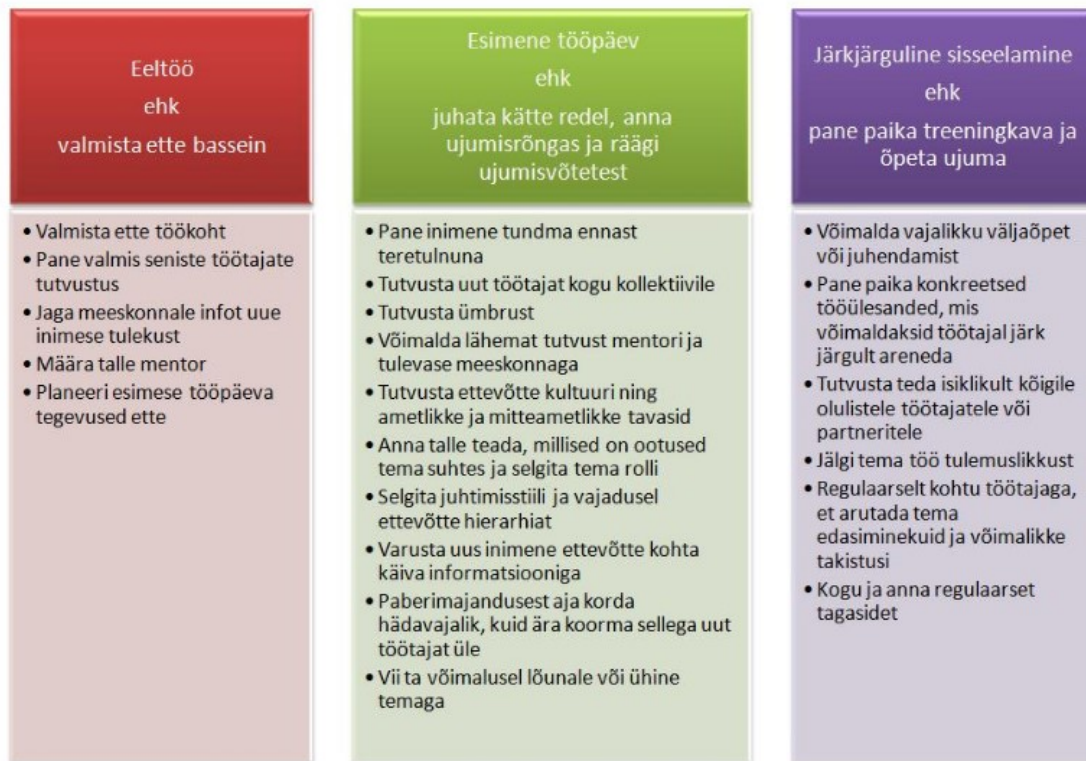 Eeltöö
ehk
valmista ette bassein
• Valmista ette töökoht
• Pane valmis seniste töötajate
tutvustus
• Jaga meeskonnale infot uue
inimese tulekust
• Määra talle mentor
• Planeeri esimese tööpäeva
tegevused ette
Esimene tööpäev
ehk
juhata kätte redel, anna
ujumisrõngas ja räägi
ujumisvõtetest
• Pane inimene tundma ennast
teretulnuna
• Tutvusta uut töötajat kogu kollektiivile
• Tutvusta ümbrust
• Võimalda lähemat tutvust mentori ja
tulevase meeskonnaga
• Tutvusta ettevõtte kultuuri ning
ametlikke ja mitteametlikke tavasid
• Anna talle teada, millised on ootused
tema suhtes ja selgita tema rolli
• Selgita juhtimisstiili ja vajadusel
ettevõtte hierarhiat
• Varusta uus inimene ettevõtte kohta
käiva informatsiooniga
• Paberimajandusest aja korda
hädavajalik, kuid ära koorma sellega uut
töötajat üle
• Vii ta võimalusel lõunale või ühine
temaga
Järkjärguline sisseelamine
ehk
pane paika treeningkava ja
õpeta ujuma
• Võimalda vajalikku väljaõpet
või juhendamist
• Pane paika konkreetsed
tööülesanded, mis
võimaldaksid töötajal järk
järgult areneda
• Tutvusta teda isiklikult kõigile
olulistele töötajatele või
partneritele
• Jälgi tema töö tulemuslikkust
• Regulaarselt kohtu töötajaga,
et arutada tema
edasiminekuid ja võimalikke
takistusi
• Kogu ja anna regulaarset
tagasidet